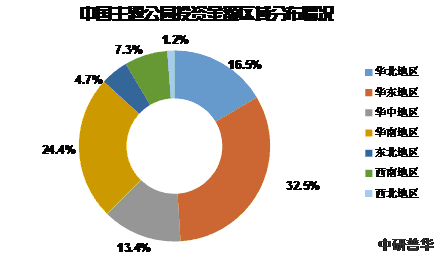 中国主题公园投资金额区域分布概况
1.2%
7.3%
16.5%
4.7%
24.4%
32.5%
13.4%
华北地区
华东地区
华中地区
华南地区
东北地区
西南地区
西北地区
中研普华